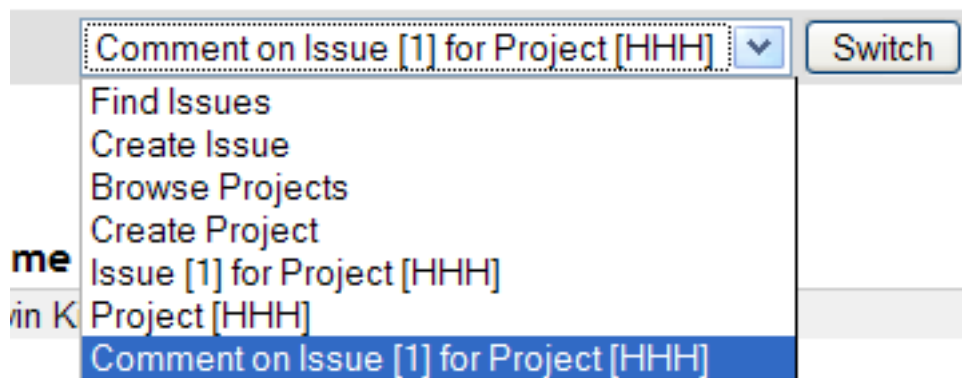 Comment on Issue [1] for Project [HHH] Switch
Find Issues
Create Issue
Browse Projects
Create Project
me
Issue [1] for Project [HHH]
vin K
Project [HHH]
Comment on Issue [1] for Project [HHH]